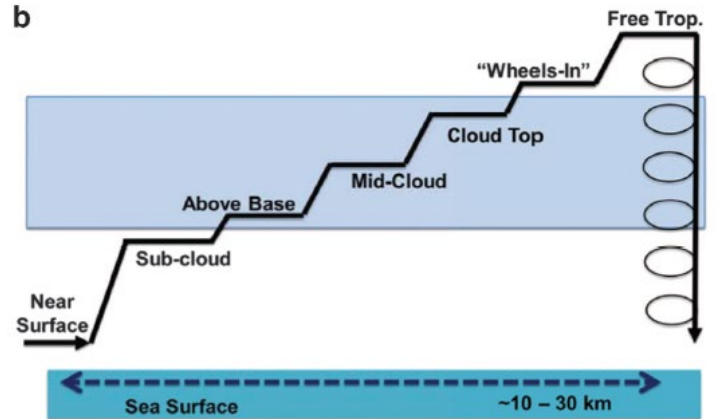 b
Free Trop.
“Wheels-In”
Cloud Top
Mid-Cloud
Above Base
Sub-cloud
Near
Surface
Sea Surface
~10 – 30 km